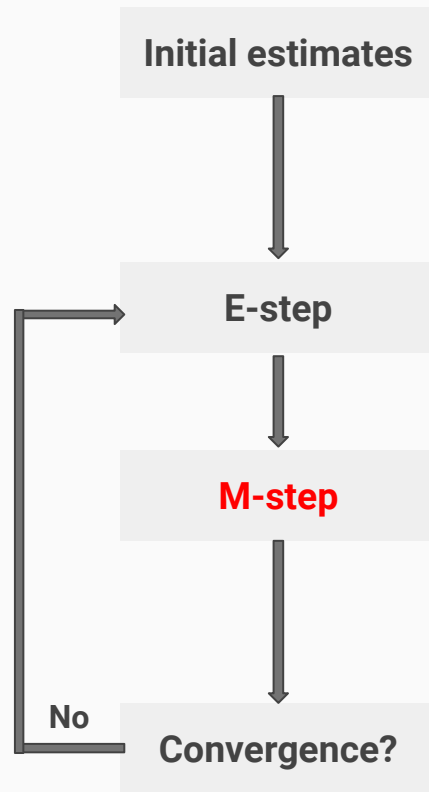 Initial estimates
E-step
M-step
No
Convergence?